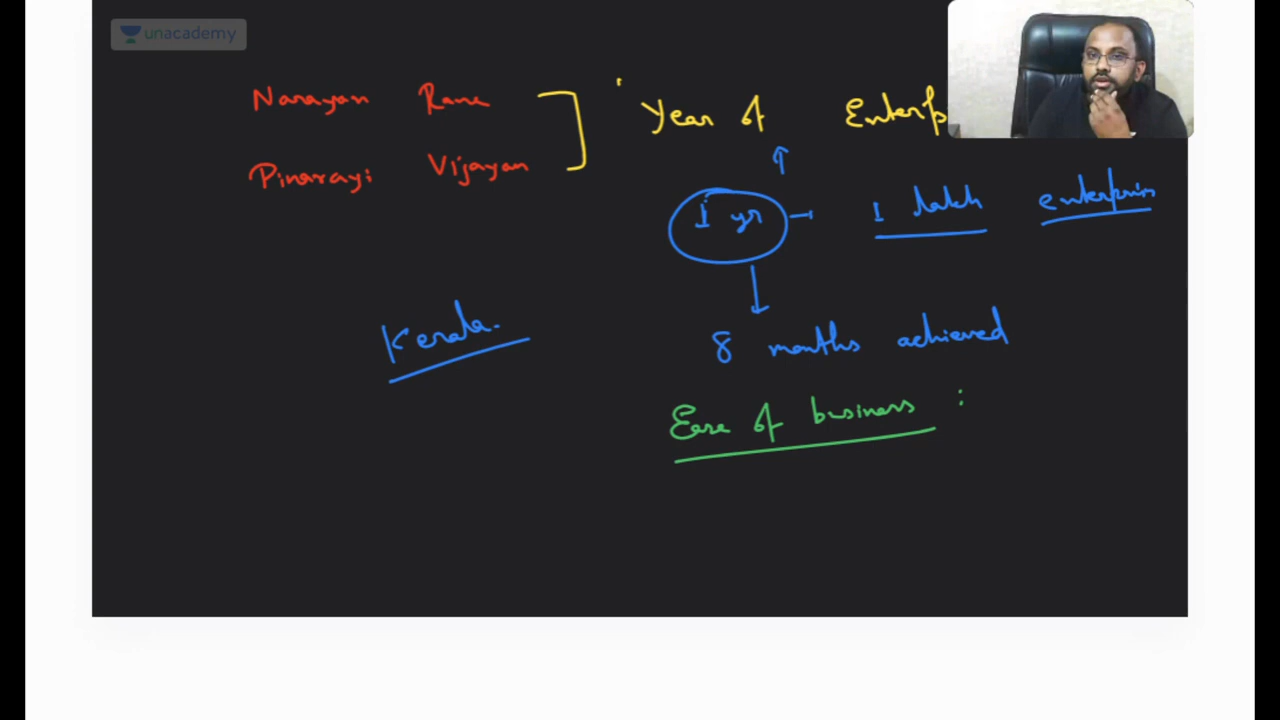 unacademy
Narayan Rane
Pinarayi Vijayan
Year of Enterp
1 yr
1 lakh enterprises
Kerala.
8 months achieved
Ease of business :